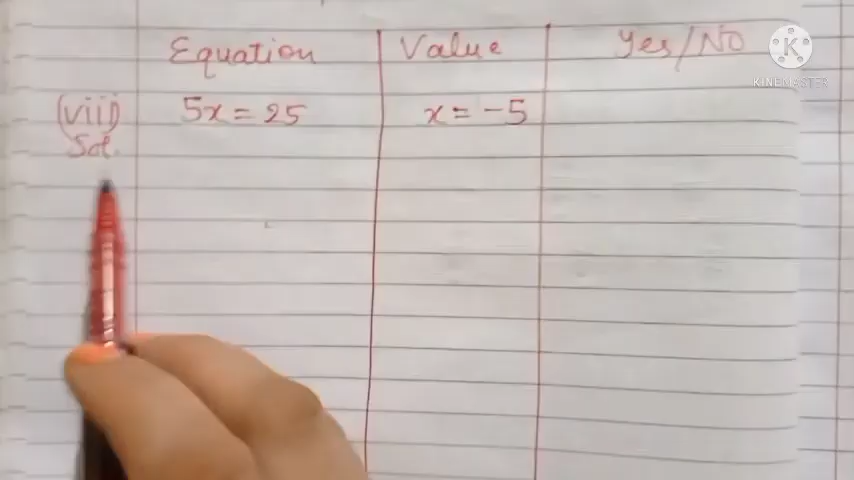 Equation Value Yes/No
(viii) 5x = 25 x = -5
Sol.
K
KINEMASTER